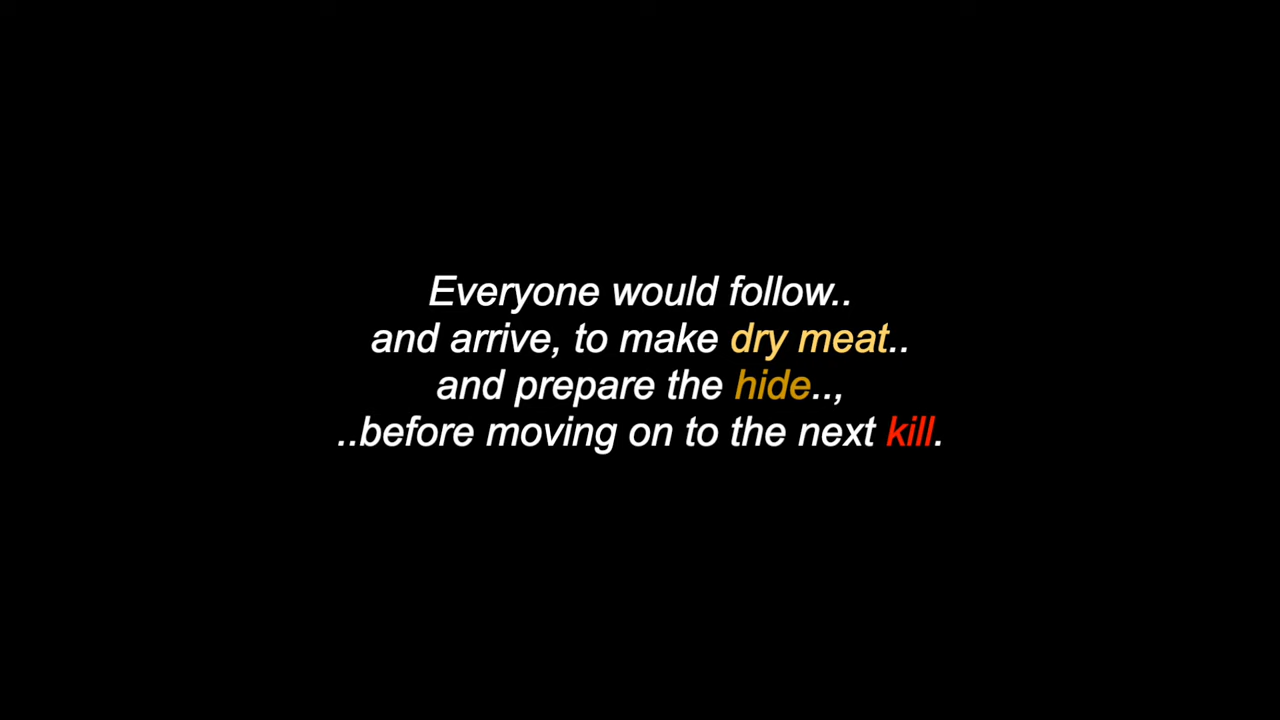 Everyone would follow..
and arrive, to make dry meat..
and prepare the hide..,
..before moving on to the next kill.